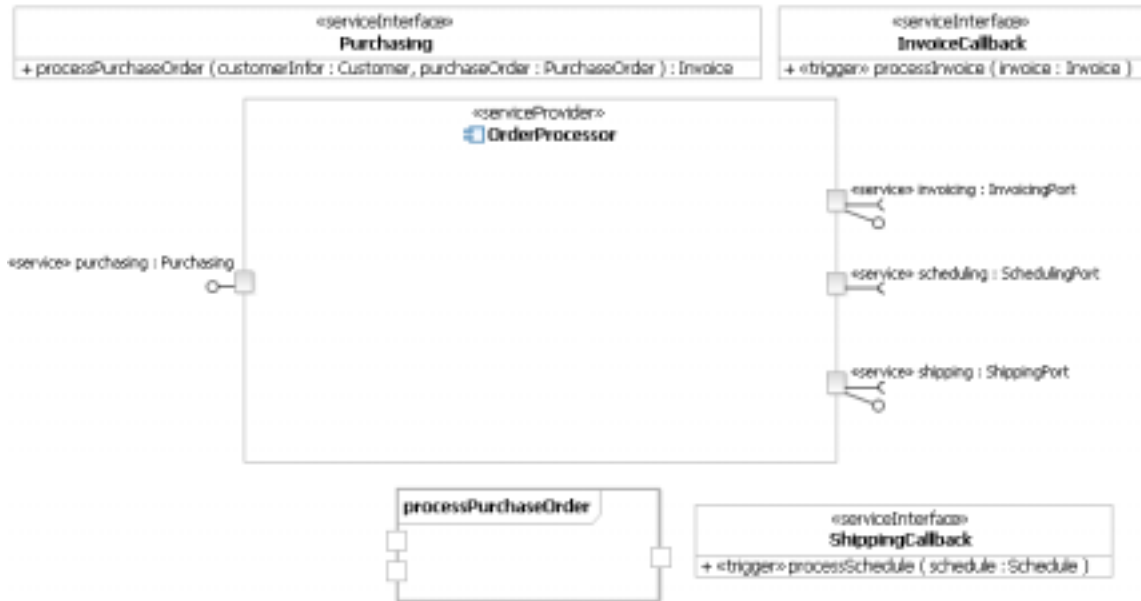 «serviceInterface»
Purchasing
+ processPurchaseOrder ( customerInfor : Customer, purchaseOrder : PurchaseOrder ) : Invoice
«serviceInterface»
InvoiceCallback
+ «trigger» processInvoice ( invoice : Invoice )
«serviceProvider»
OrderProcessor
«service» invoicing : InvoicingPort
«service» purchasing : Purchasing
«service» scheduling : SchedulingPort
«service» shipping : ShippingPort
processPurchaseOrder
«serviceInterface»
ShippingCallback
+ «trigger» processSchedule ( schedule : Schedule )